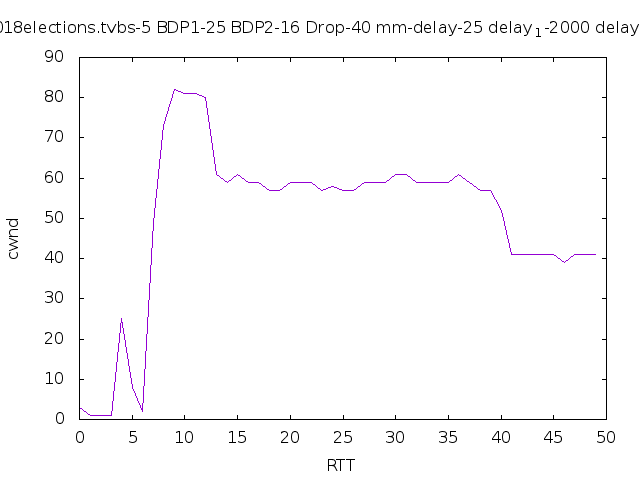 018elections.tvbs-5 BDP1-25 BDP2-16 Drop-40 mm-delay-25 delay₁-2000 delay
90
80
70
60
50
40
30
20
10
0
cwnd
0 5 10 15 20 25 30 35 40 45 50
RTT